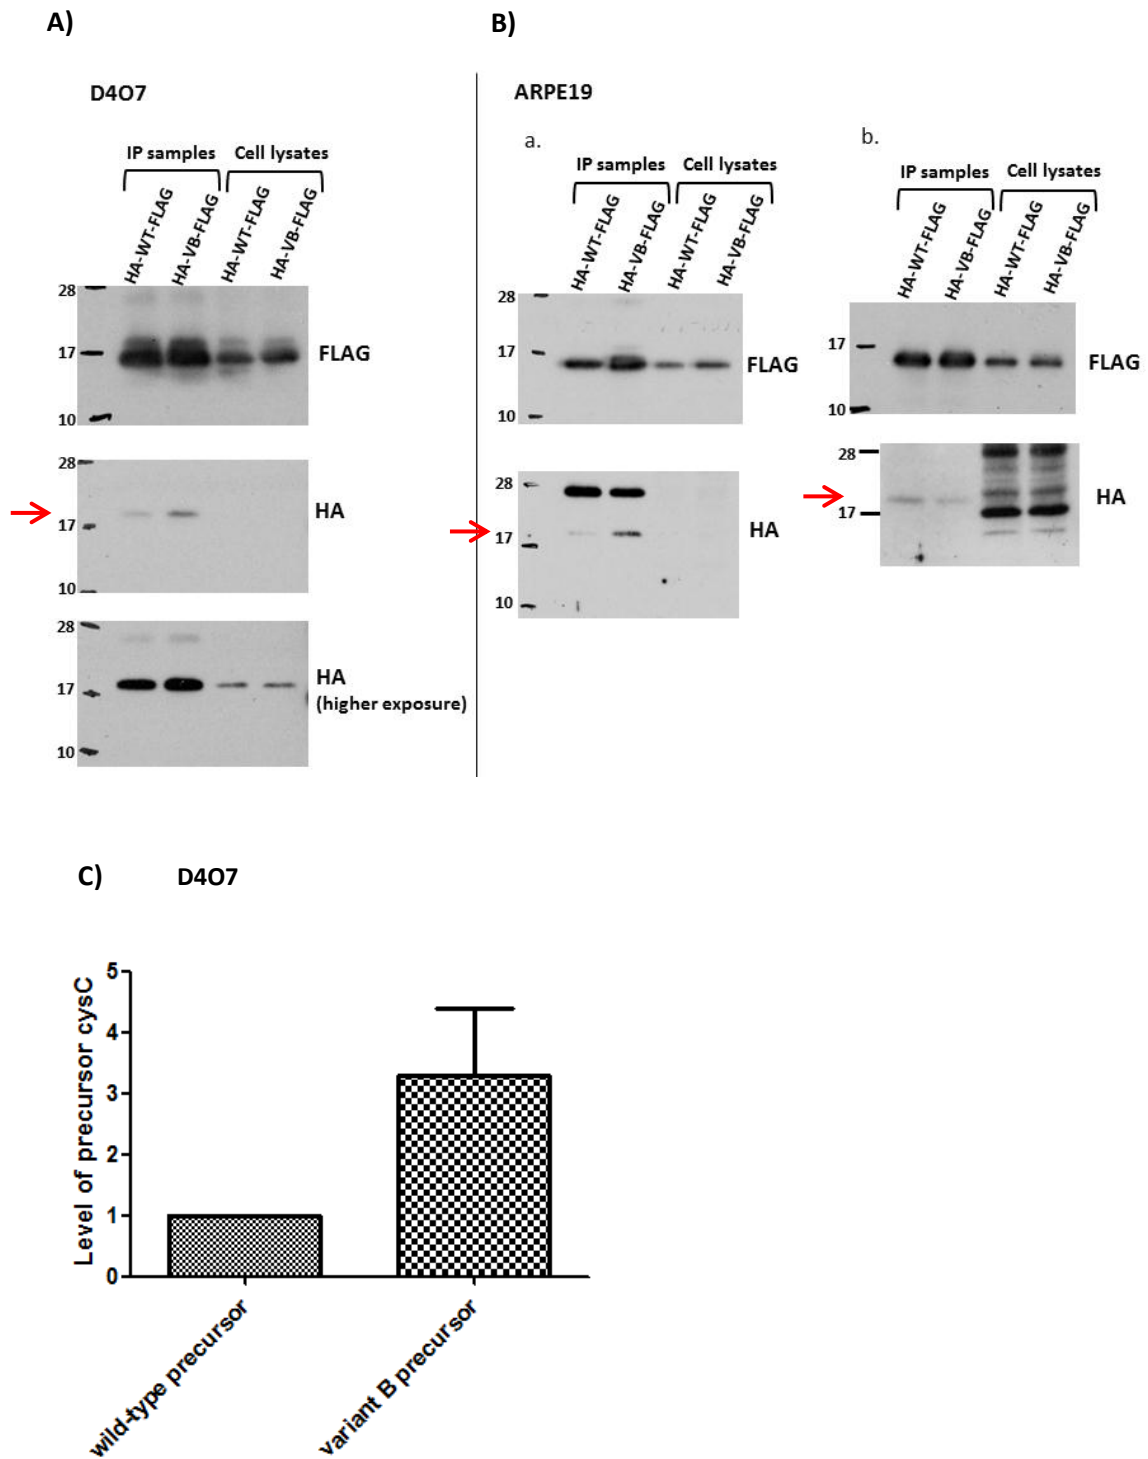 A)
D4O7
IP samples Cell lysates
HA-WT-FLAG HA-VB-FLAG HA-WT-FLAG HA-VB-FLAG
28
17 FLAG
10
28
17 HA
10
28
17 HA
(higher exposure)
10
B)
ARPE19
a.
IP samples Cell lysates
HA-WT-FLAG HA-VB-FLAG HA-WT-FLAG HA-VB-FLAG
28
17 FLAG
10
28
17 HA
10
b.
IP samples Cell lysates
HA-WT-FLAG HA-VB-FLAG HA-WT-FLAG HA-VB-FLAG
17 FLAG
10
28
17 HA
C) D4O7
Level of precursor cysC
5
4
3
2
1
0
wild-type precursor
variant B precursor